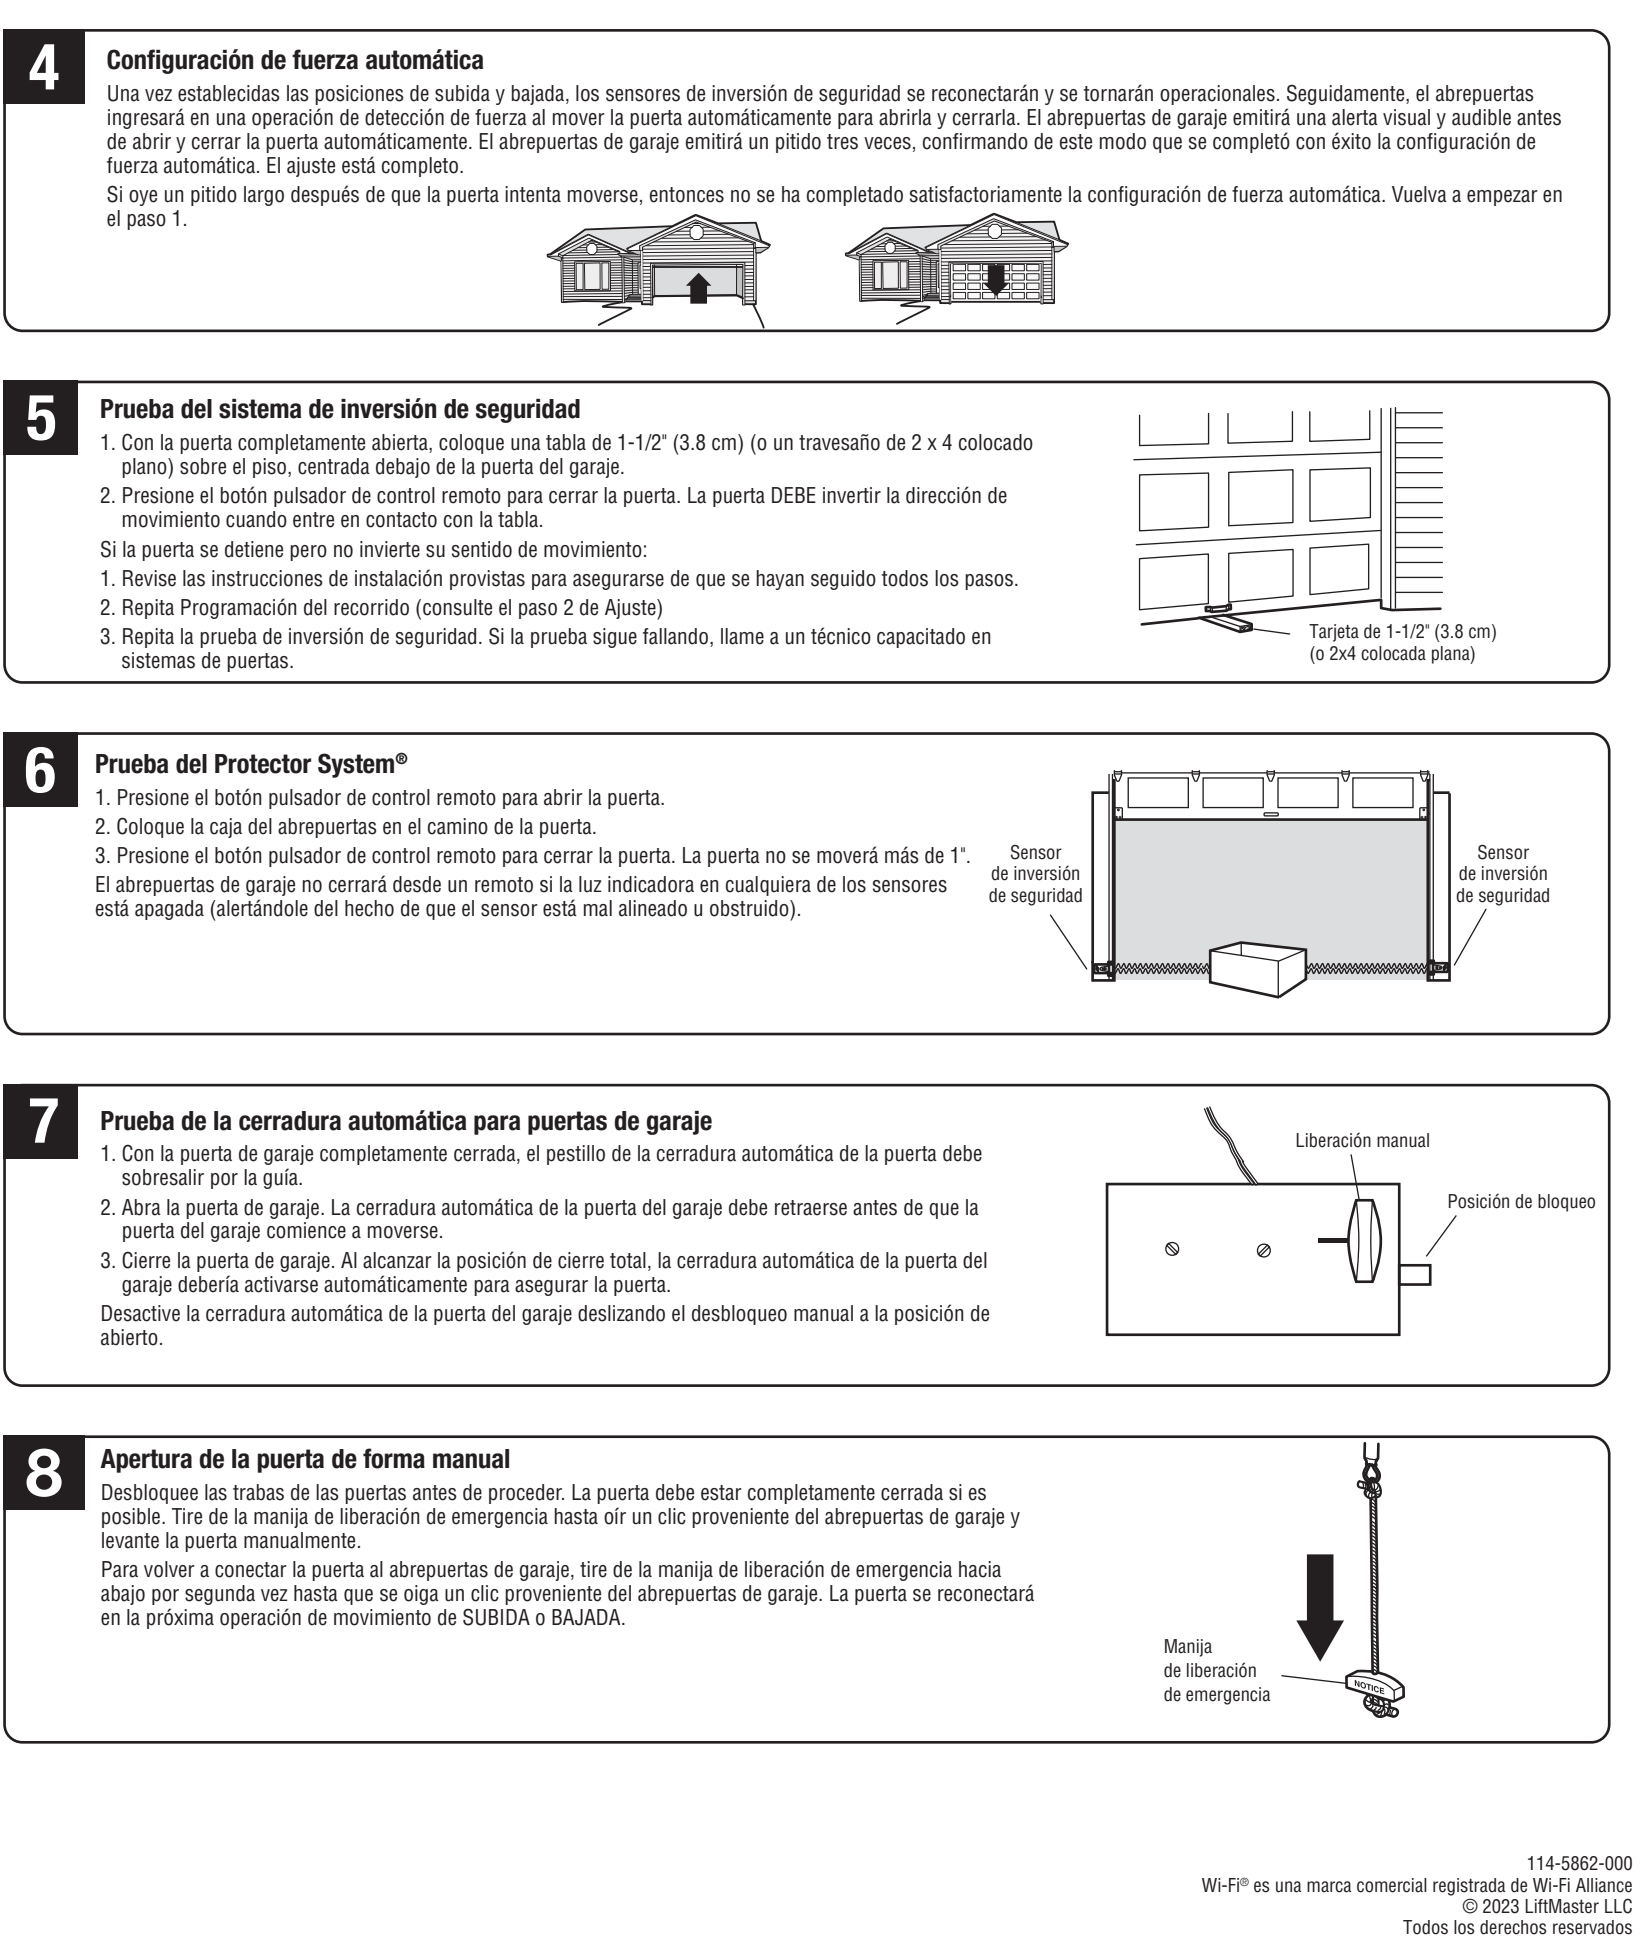 4
Configuración de fuerza automática
Una vez establecidas las posiciones de subida y bajada, los sensores de inversión de seguridad se reconectarán y se tornarán operacionales. Seguidamente, el abrepuertas
ingresará en una operación de detección de fuerza al mover la puerta automáticamente para abrirla y cerrarla. El abrepuertas de garaje emitirá una alerta visual y audible antes
de abrir y cerrar la puerta automáticamente. El abrepuertas de garaje emitirá un pitido tres veces, confirmando de este modo que se completó con éxito la configuración de
fuerza automática. El ajuste está completo.
Si oye un pitido largo después de que la puerta intenta moverse, entonces no se ha completado satisfactoriamente la configuración de fuerza automática. Vuelva a empezar en
el paso 1.
5
Prueba del sistema de inversión de seguridad
1. Con la puerta completamente abierta, coloque una tabla de 1-1/2" (3.8 cm) (o un travesaño de 2 x 4 colocado
plano) sobre el piso, centrada debajo de la puerta del garaje.
2. Presione el botón pulsador de control remoto para cerrar la puerta. La puerta DEBE invertir la dirección de
movimiento cuando entre en contacto con la tabla.
Si la puerta se detiene pero no invierte su sentido de movimiento:
1. Revise las instrucciones de instalación provistas para asegurarse de que se hayan seguido todos los pasos.
2. Repita Programación del recorrido (consulte el paso 2 de Ajuste)
3. Repita la prueba de inversión de seguridad. Si la prueba sigue fallando, llame a un técnico capacitado en
sistemas de puertas.
Tarjeta de 1-1/2" (3.8 cm)
(o 2x4 colocada plana)
6
Prueba del Protector System®
1. Presione el botón pulsador de control remoto para abrir la puerta.
2. Coloque la caja del abrepuertas en el camino de la puerta.
3. Presione el botón pulsador de control remoto para cerrar la puerta. La puerta no se moverá más de 1".
El abrepuertas de garaje no cerrará desde un remoto si la luz indicadora en cualquiera de los sensores
está apagada (alertándole del hecho de que el sensor está mal alineado u obstruido).
Sensor
de inversión
de seguridad
Sensor
de inversión
de seguridad
7
Prueba de la cerradura automática para puertas de garaje
1. Con la puerta de garaje completamente cerrada, el pestillo de la cerradura automática de la puerta debe
sobresalir por la guía.
2. Abra la puerta de garaje. La cerradura automática de la puerta del garaje debe retraerse antes de que la
puerta del garaje comience a moverse.
3. Cierre la puerta de garaje. Al alcanzar la posición de cierre total, la cerradura automática de la puerta del
garaje debería activarse automáticamente para asegurar la puerta.
Desactive la cerradura automática de la puerta del garaje deslizando el desbloqueo manual a la posición de
abierto.
Liberación manual
Posición de bloqueo
8
Apertura de la puerta de forma manual
Desbloquee las trabas de las puertas antes de proceder. La puerta debe estar completamente cerrada si es
posible. Tire de la manija de liberación de emergencia hasta oír un clic proveniente del abrepuertas de garaje y
levante la puerta manualmente.
Para volver a conectar la puerta al abrepuertas de garaje, tire de la manija de liberación de emergencia hacia
abajo por segunda vez hasta que se oiga un clic proveniente del abrepuertas de garaje. La puerta se reconectará
en la próxima operación de movimiento de SUBIDA o BAJADA.
Manija
de liberación
de emergencia
NOTICE
114-5862-000
Wi-Fi® es una marca comercial registrada de Wi-Fi Alliance
© 2023 LiftMaster LLC
Todos los derechos reservados